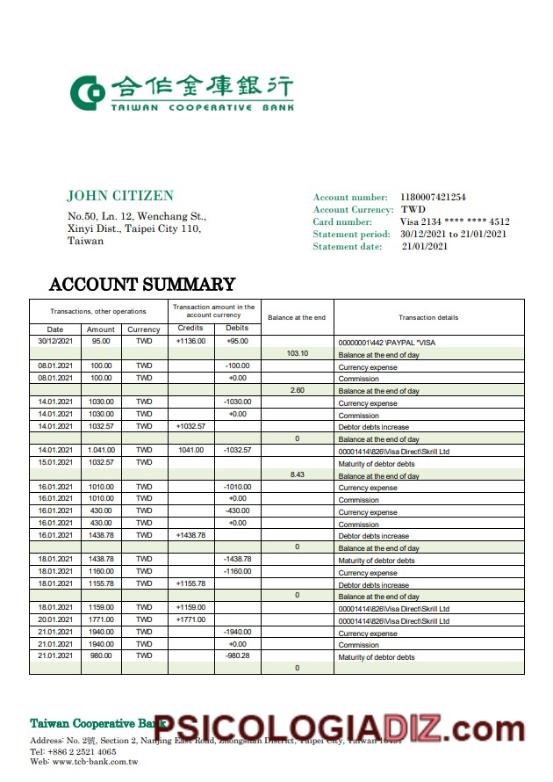 合作金庫銀行
TAIWAN COOPERATIVE BANK
JOHN CITIZEN
No.50, Ln. 12, Wenchang St.,
Xinyi Dist., Taipei City 110,
Taiwan
Account number: 1180007421254
Account Currency: TWD
Card number: Visa 2134 **** **** 4512
Statement period: 30/12/2021 to 21/01/2021
Statement date: 21/01/2021
ACCOUNT SUMMARY
Transactions, other operations Transaction amount in the account currency Balance at the end Transaction details
Date Amount Currency Credits Debits
30/12/2021 95.00 TWD +1136.00 +95.00 00000001\442 \PAYPAL *VISA
103.10 Balance at the end of day
08.01.2021 100.00 TWD -100.00 Currency expense
08.01.2021 100.00 TWD +0.00 Commission
2.60 Balance at the end of day
14.01.2021 1030.00 TWD -1030.00 Currency expense
14.01.2021 1030.00 TWD +0.00 Commission
14.01.2021 1032.57 TWD +1032.57 Debtor debts increase
0 Balance at the end of day
14.01.2021 1.041.00 TWD 1041.00 -1032.57 00001414\826\Visa Direct\Skrill Ltd
15.01.2021 1032.57 TWD Maturity of debtor debts
8.43 Balance at the end of day
16.01.2021 1010.00 TWD -1010.00 Currency expense
16.01.2021 1010.00 TWD +0.00 Commission
16.01.2021 430.00 TWD -430.00 Currency expense
16.01.2021 430.00 TWD +0.00 Commission
16.01.2021 1438.78 TWD +1438.78 Debtor debts increase
0 Balance at the end of day
18.01.2021 1438.78 TWD -1438.78 Maturity of debtor debts
18.01.2021 1160.00 TWD -1160.00 Currency expense
18.01.2021 1155.78 TWD +1155.78 Debtor debts increase
0 Balance at the end of day
18.01.2021 1159.00 TWD +1159.00 00001414\826\Visa Direct\Skrill Ltd
20.01.2021 1771.00 TWD +1771.00 00001414\826\Visa Direct\Skrill Ltd
21.01.2021 1940.00 TWD -1940.00 Currency expense
21.01.2021 1940.00 TWD +0.00 Commission
21.01.2021 980.00 TWD -980.28 Maturity of debtor debts
0
Taiwan Cooperative Bank
PSICOLOGIADIZ.com
Address: No. 2號, Section 2, Nanjing East Road, Zhongshan District, Taipei City, Taiwan
Tel: +886 2 2521 4065
Web: www.tcb-bank.com.tw